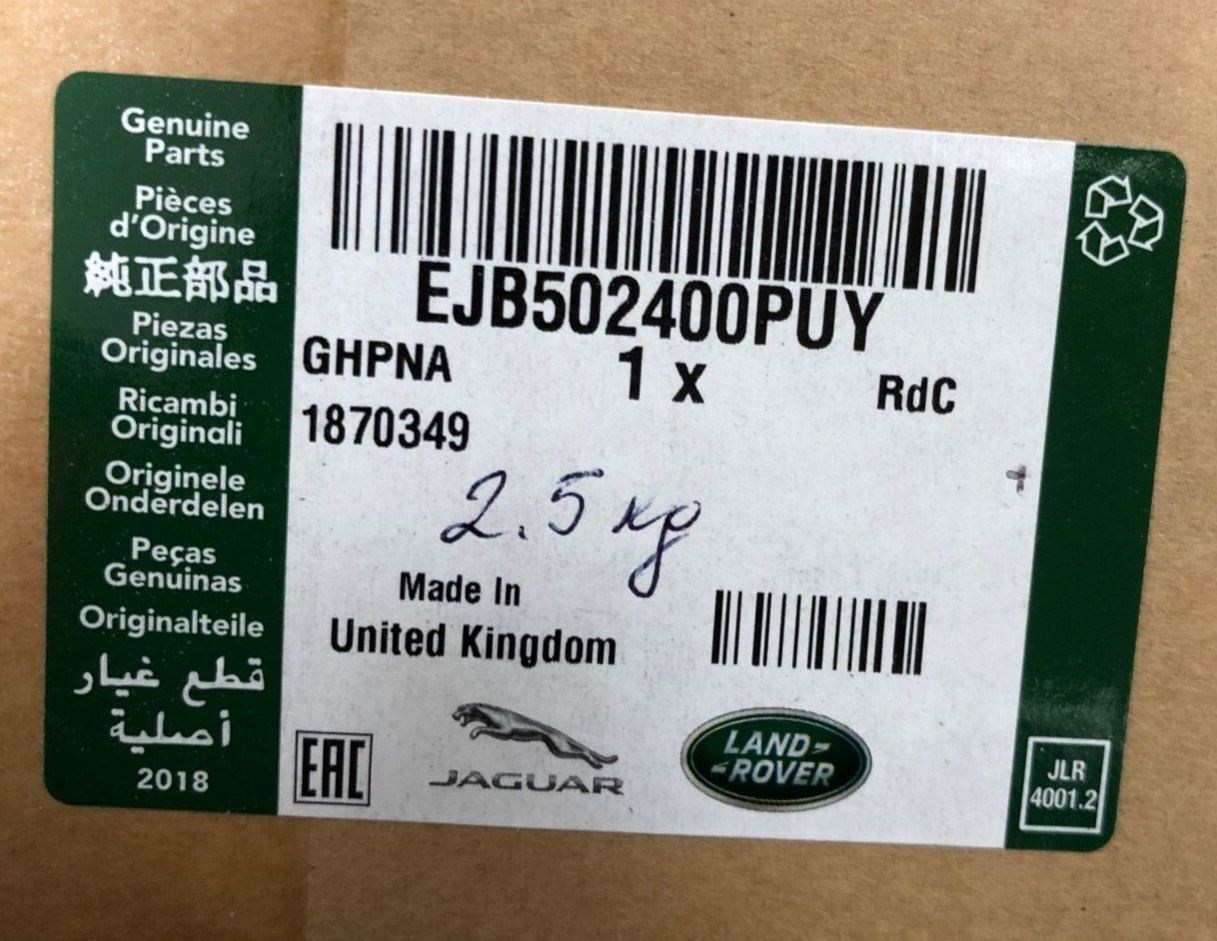 Genuine
Parts
Pièces
d'Origine
純正部品
Piezas
Originales
Ricambi
Originali
Originele
Onderdelen
Peças
Genuinas
Originalteile
قطع غيار
أصلية
2018
EJB502400PUY
GHPNA 1 x RdC
1870349
2.5 kg
Made In
United Kingdom
EAC
JAGUAR
LAND-
-ROVER
JLR
4001.2